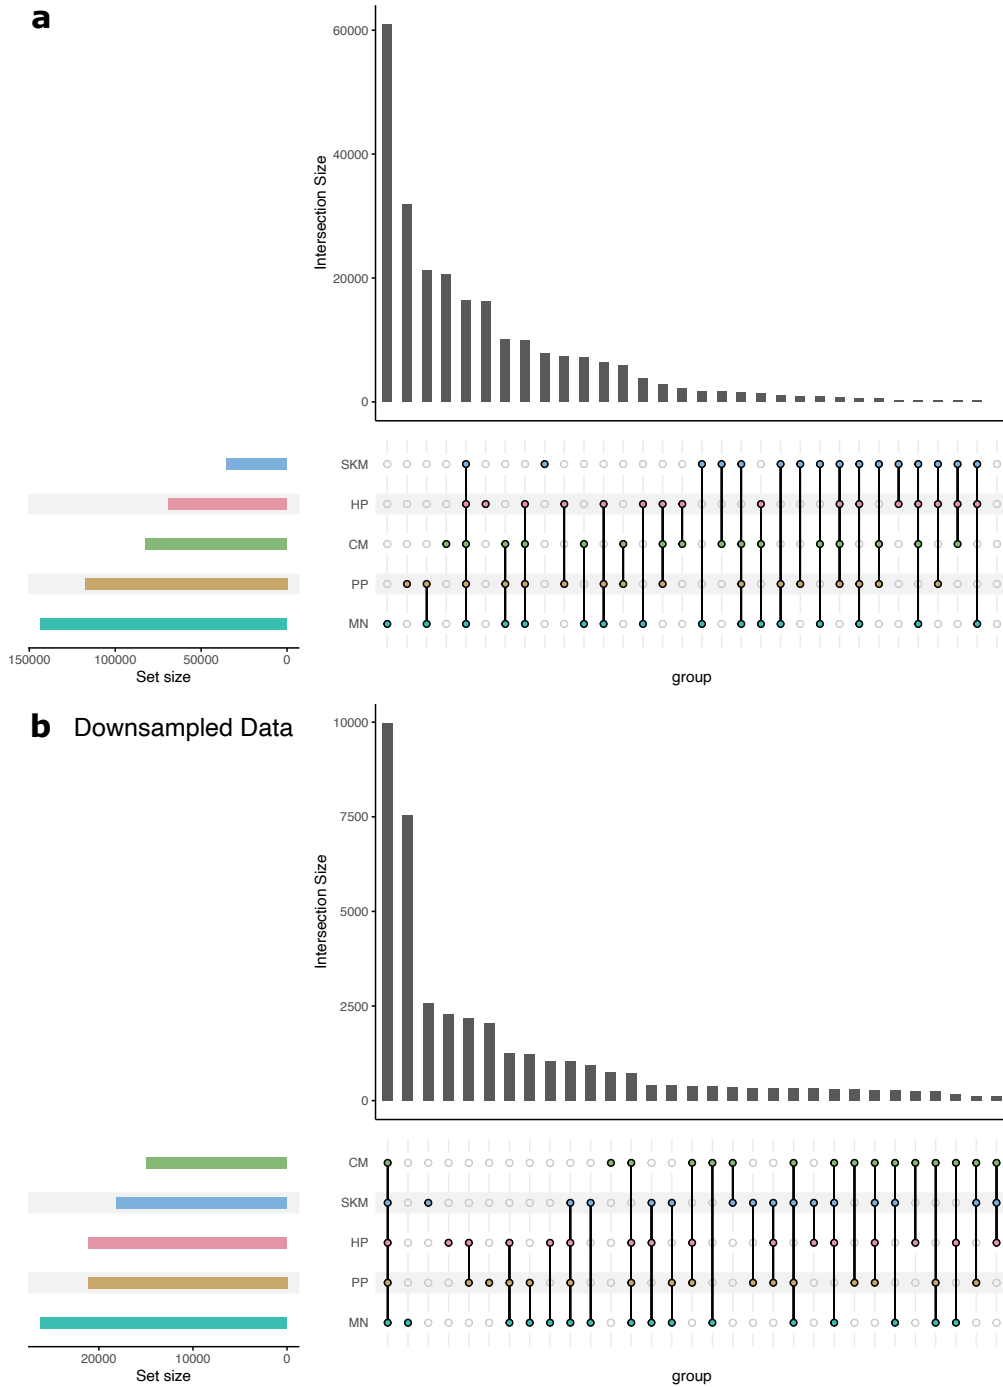 a
60000
40000
20000
0
Intersection Size
SKM
HP
CM
PP
MN
150000 100000 50000 0
Set size
group
b Downsampled Data
10000
7500
5000
2500
0
Intersection Size
CM
SKM
HP
PP
MN
20000 10000 0
Set size
group